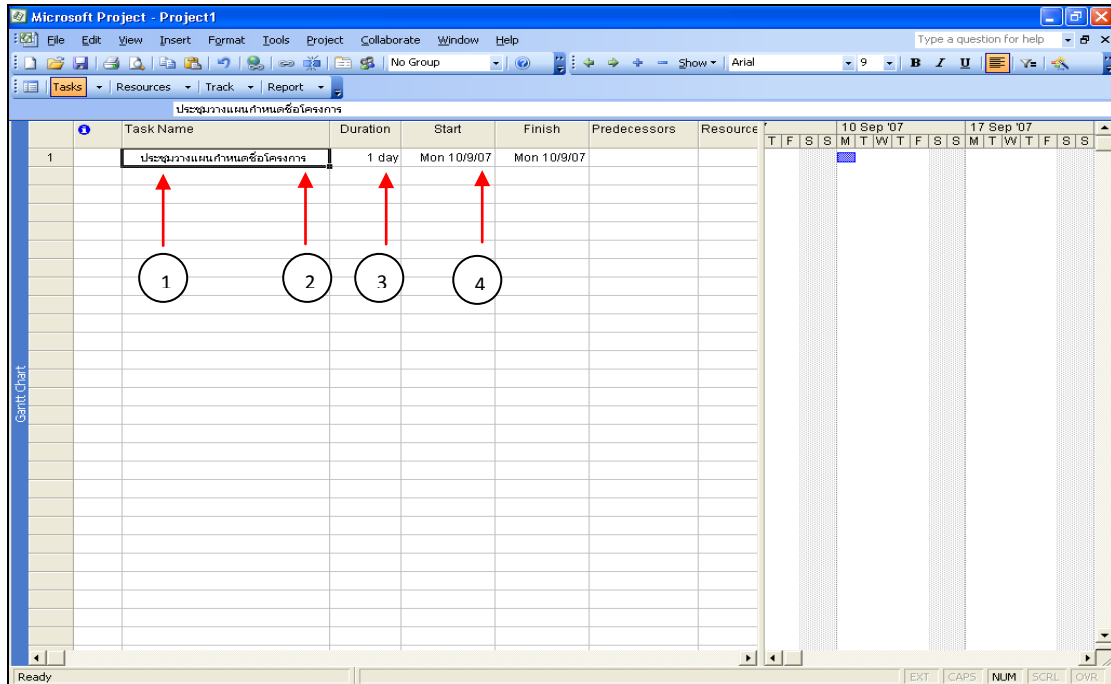 Microsoft Project - Project1
File Edit View Insert Format Tools Project Collaborate Window Help Type a question for help
No Group Show Arial 9 B I U
Tasks Resources Track Report
ประชุมวางแผนกำหนดชื่อโครงการ
Task Name Duration Start Finish Predecessors Resource 10 Sep '07 17 Sep '07
T F S S M T W T F S S M T W T F S S
1 ประชุมวางแผนกำหนดชื่อโครงการ 1 day Mon 10/9/07 Mon 10/9/07
1 2 3 4
Gantt Chart
Ready EXT CAPS NUM SCRL OVR